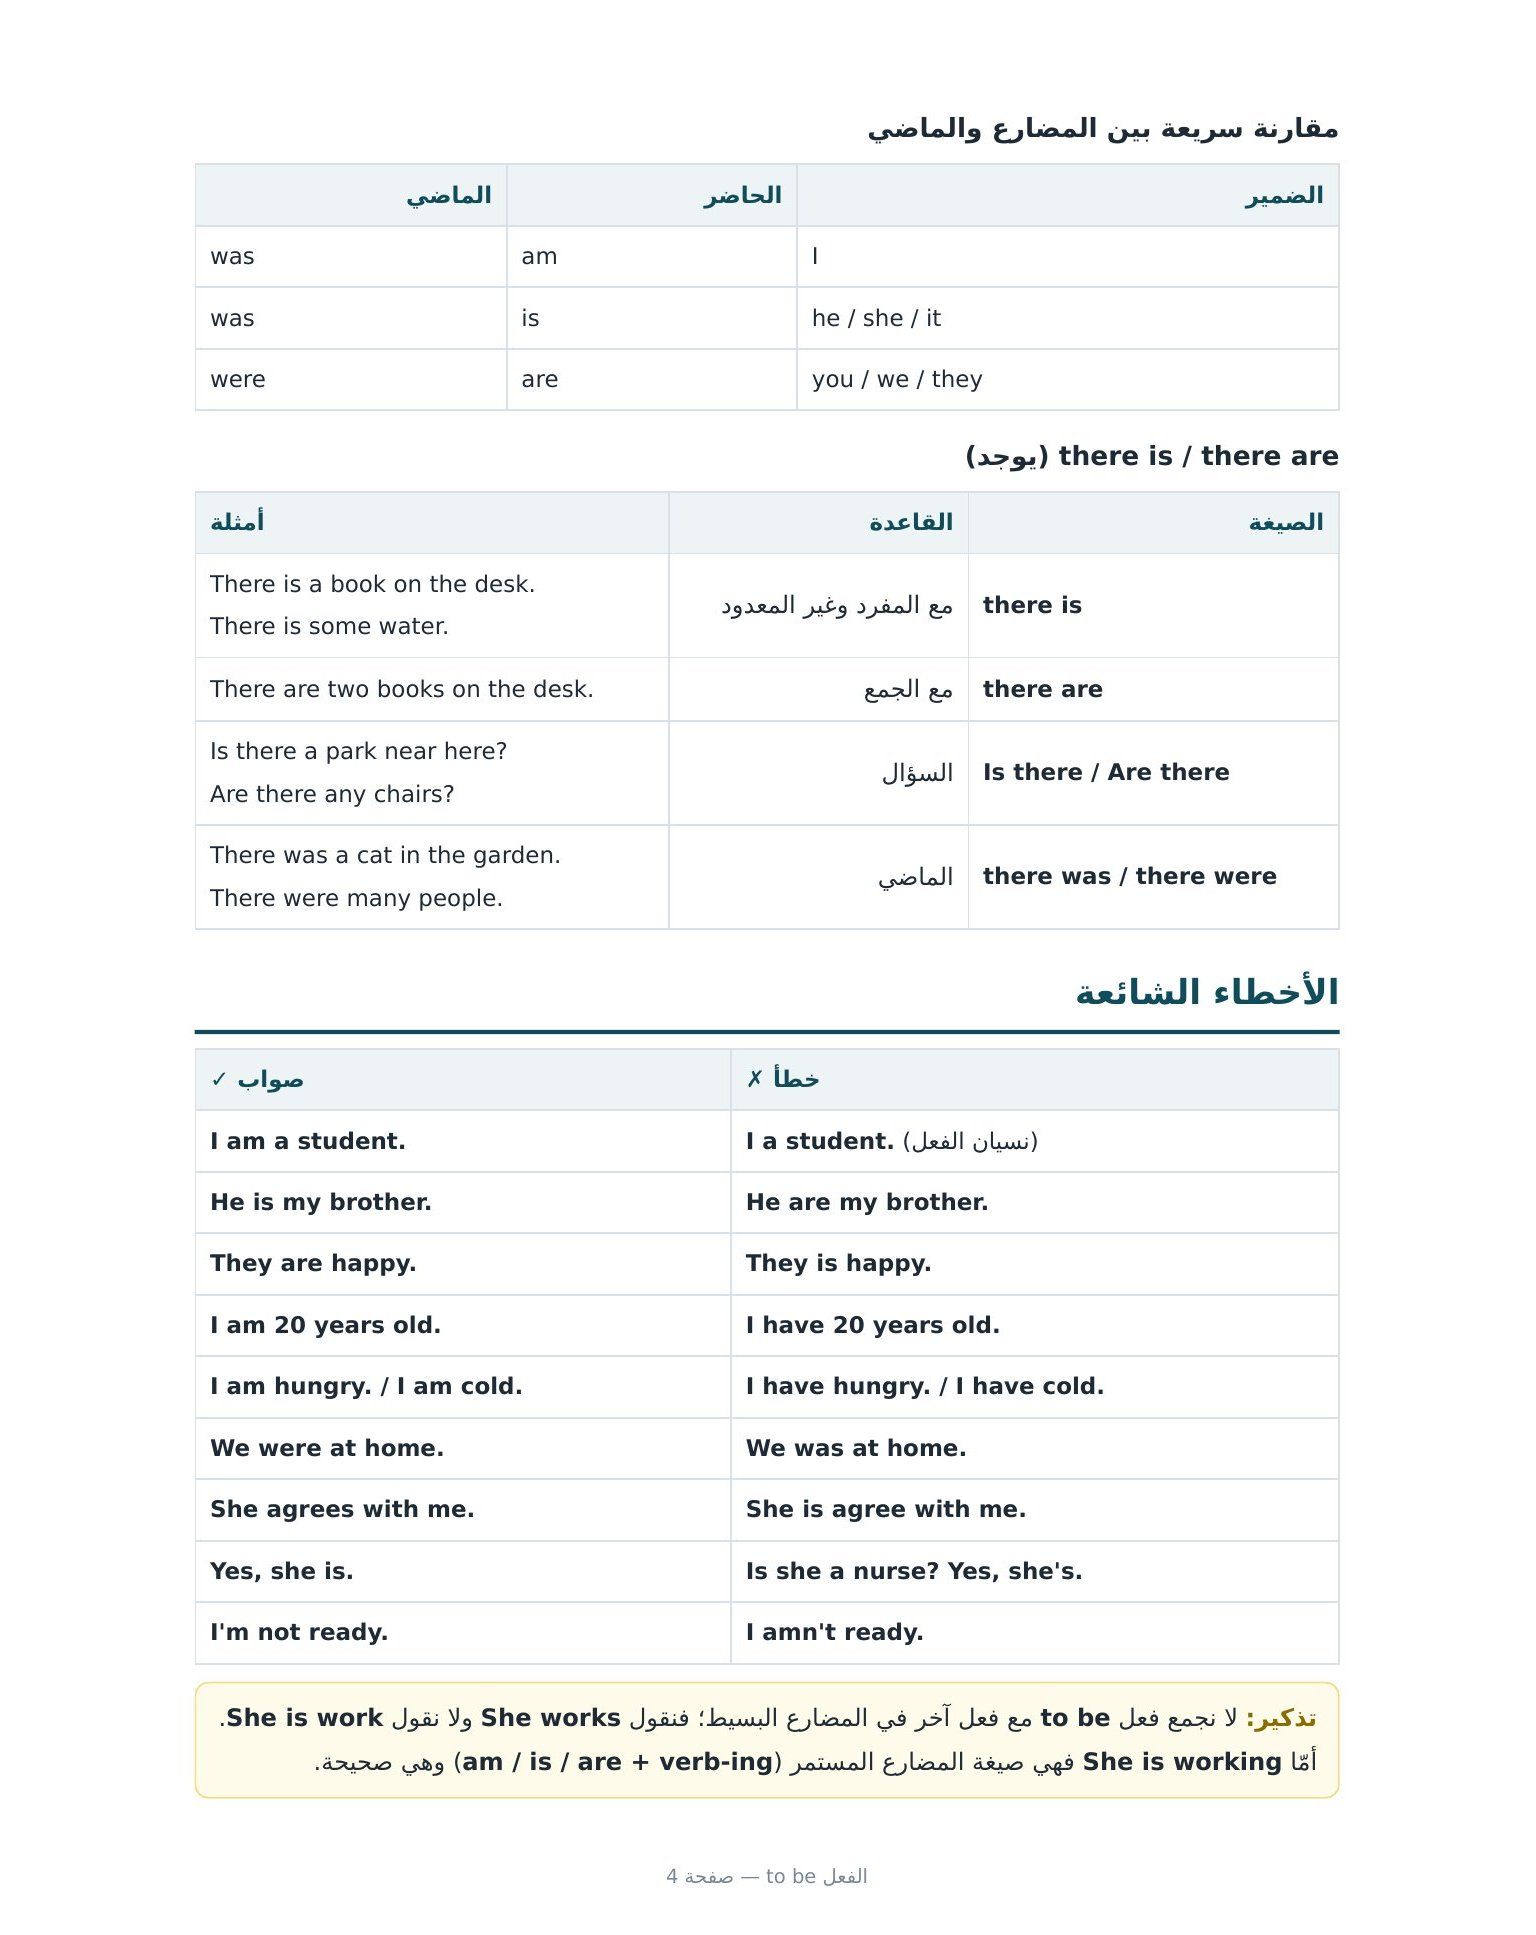 مقارنة سريعة بين المضارع والماضي
الضمير الحاضر الماضي
I am was
he / she / it is was
you / we / they are were
there is / there are (يوجد)
الصيغة القاعدة أمثلة
there is مع المفرد وغير المعدود There is a book on the desk.
There is some water.
there are مع الجمع There are two books on the desk.
Is there / Are there السؤال Is there a park near here?
Are there any chairs?
there was / there were الماضي There was a cat in the garden.
There were many people.
الأخطاء الشائعة
خطأ ✗ صواب ✓
I a student. (نسيان الفعل) I am a student.
He are my brother. He is my brother.
They is happy. They are happy.
I have 20 years old. I am 20 years old.
I have hungry. / I have cold. I am hungry. / I am cold.
We was at home. We were at home.
She is agree with me. She agrees with me.
Is she a nurse? Yes, she's. Yes, she is.
I amn't ready. I'm not ready.
تذكير: لا نجمع فعل to be مع فعل آخر في المضارع البسيط؛ فنقول She works ولا نقول She is work.
أمّا She is working فهي صيغة المضارع المستمر (am / is / are + verb-ing) وهي صحيحة.
الفعل to be — صفحة 4